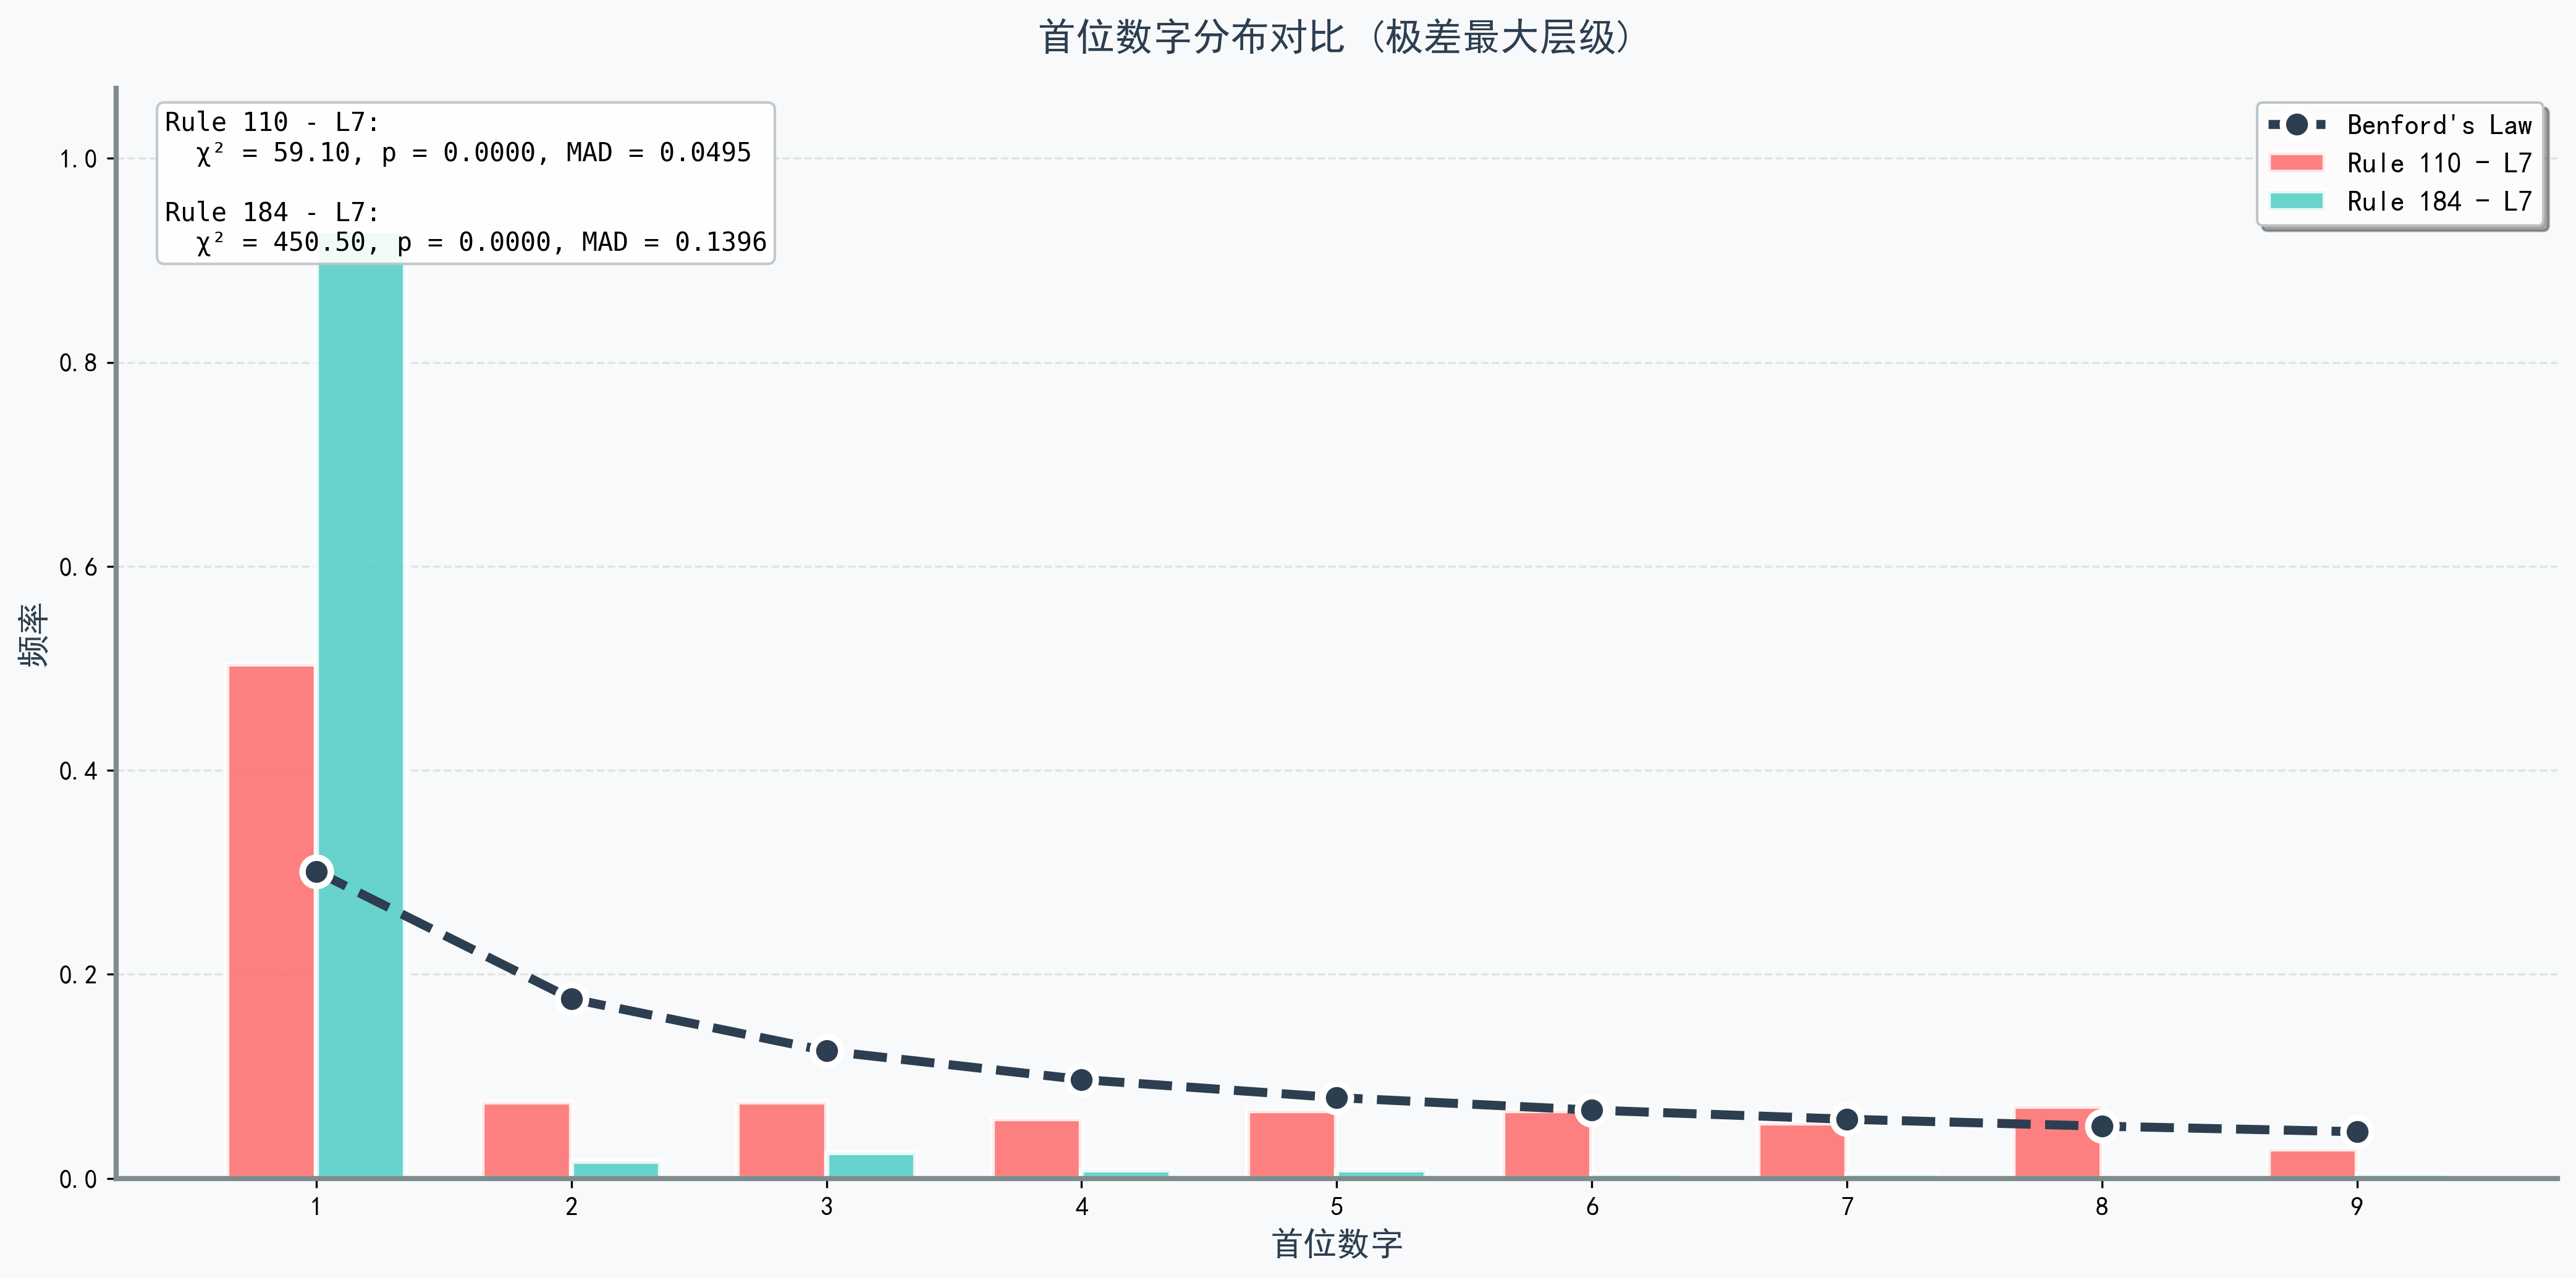 首位数字分布对比 (极差最大层级)
Rule 110 - L7:
χ² = 59.10, p = 0.0000, MAD = 0.0495
Rule 184 - L7:
χ² = 450.50, p = 0.0000, MAD = 0.1396
Benford's Law
Rule 110 - L7
Rule 184 - L7
1.0
0.8
0.6
0.4
0.2
0.0
频率
1 2 3 4 5 6 7 8 9
首位数字